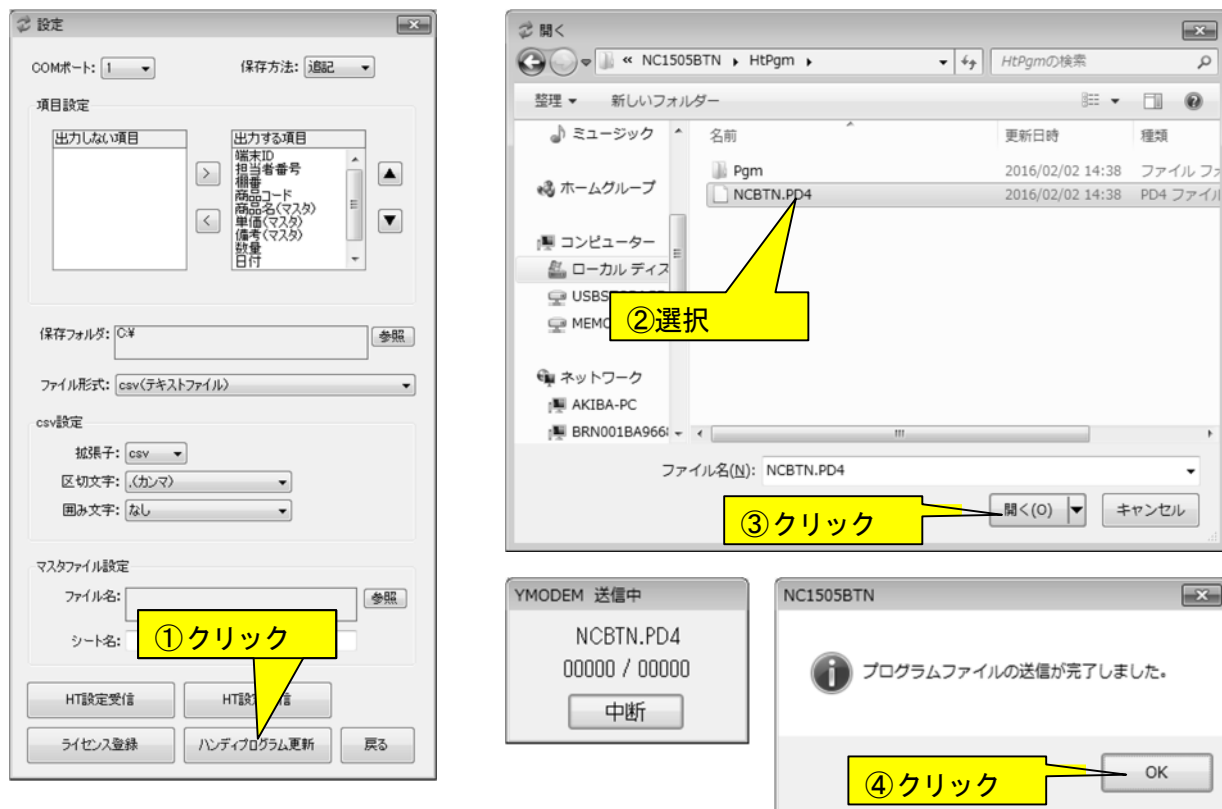 設定
COMポート: 1 保存方法: 追記
項目設定
出力しない項目 出力する項目
端末ID
担当者番号
棚番
商品コード
商品名(マスタ)
単価(マスタ)
備考(マスタ)
数量
日付
> <
▲ ▼
保存フォルダ: C:¥ 参照
ファイル形式: csv(テキストファイル)
csv設定
拡張子: csv
区切文字: ,(カンマ)
囲み文字: なし
マスタファイル設定
ファイル名: 参照
シート名:
①クリック
HT設定受信 HT設
ライセンス登録 ハンディプログラム更新 戻る
開く
« NC1505BTN ▸ HtPgm ▸ HtPgmの検索
整理 ▼ 新しいフォルダー
ミュージック
ホームグループ
コンピューター
ローカル ディス
USBS
MEMO
ネットワーク
AKIBA-PC
BRN001BA966
名前 更新日時 種類
Pgm 2016/02/02 14:38 ファイル フォ
NCBTN.PD4 2016/02/02 14:38 PD4 ファイル
②選択
ファイル名(N): NCBTN.PD4
③クリック
開く(O) キャンセル
YMODEM 送信中
NCBTN.PD4
00000 / 00000
中断
NC1505BTN
プログラムファイルの送信が完了しました。
④クリック
OK